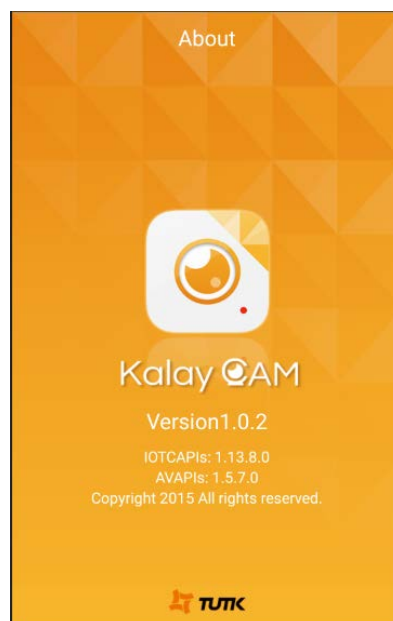 About
Kalay CAM
Version1.0.2
IOTCAPIs: 1.13.8.0
AVAPIs: 1.5.7.0
Copyright 2015 All rights reserved.
TUTK